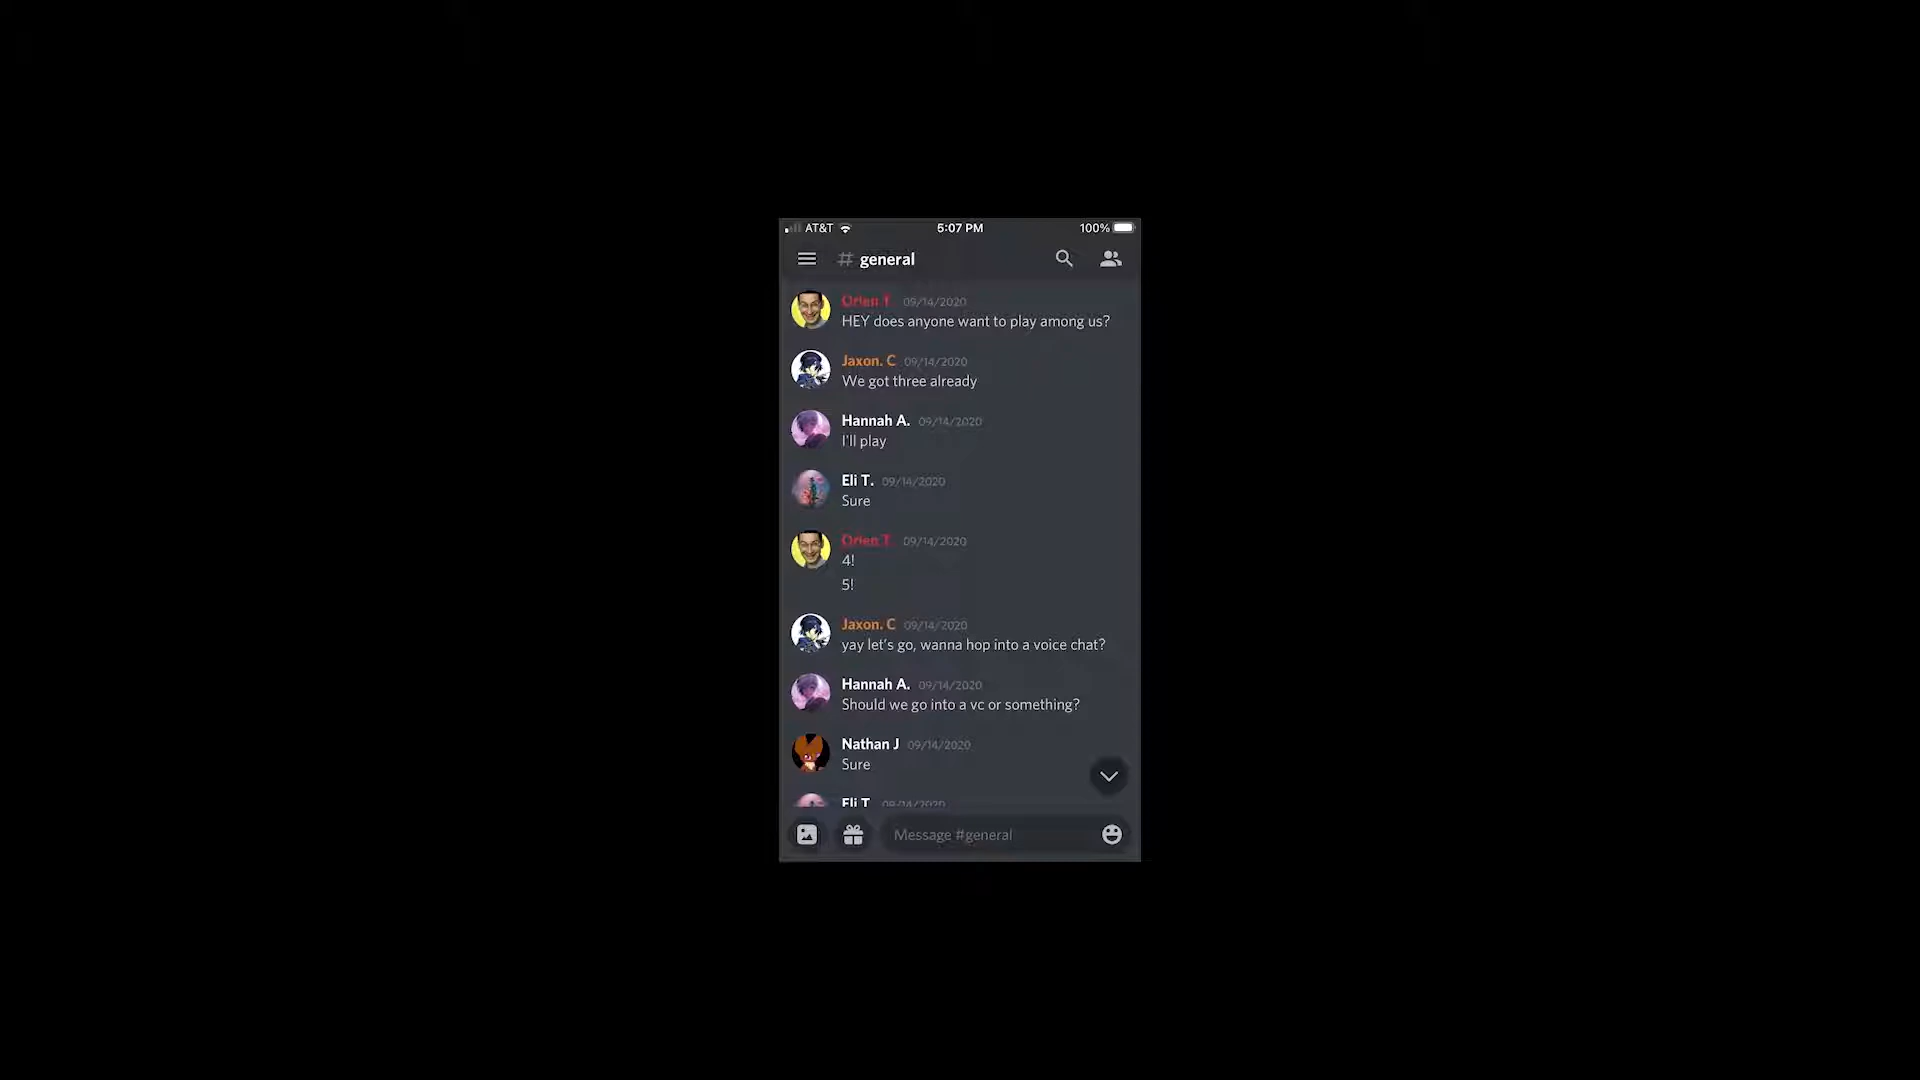 AT&T 5:07 PM 100%
# general
Orien T 09/14/2020
HEY does anyone want to play among us?
Jaxon. C 09/14/2020
We got three already
Hannah A. 09/14/2020
I'll play
Eli T. 09/14/2020
Sure
Orien T 09/14/2020
4!
5!
Jaxon. C 09/14/2020
yay let's go, wanna hop into a voice chat?
Hannah A. 09/14/2020
Should we go into a vc or something?
Nathan J 09/14/2020
Sure
Eli T. 09/14/2020
Message #general